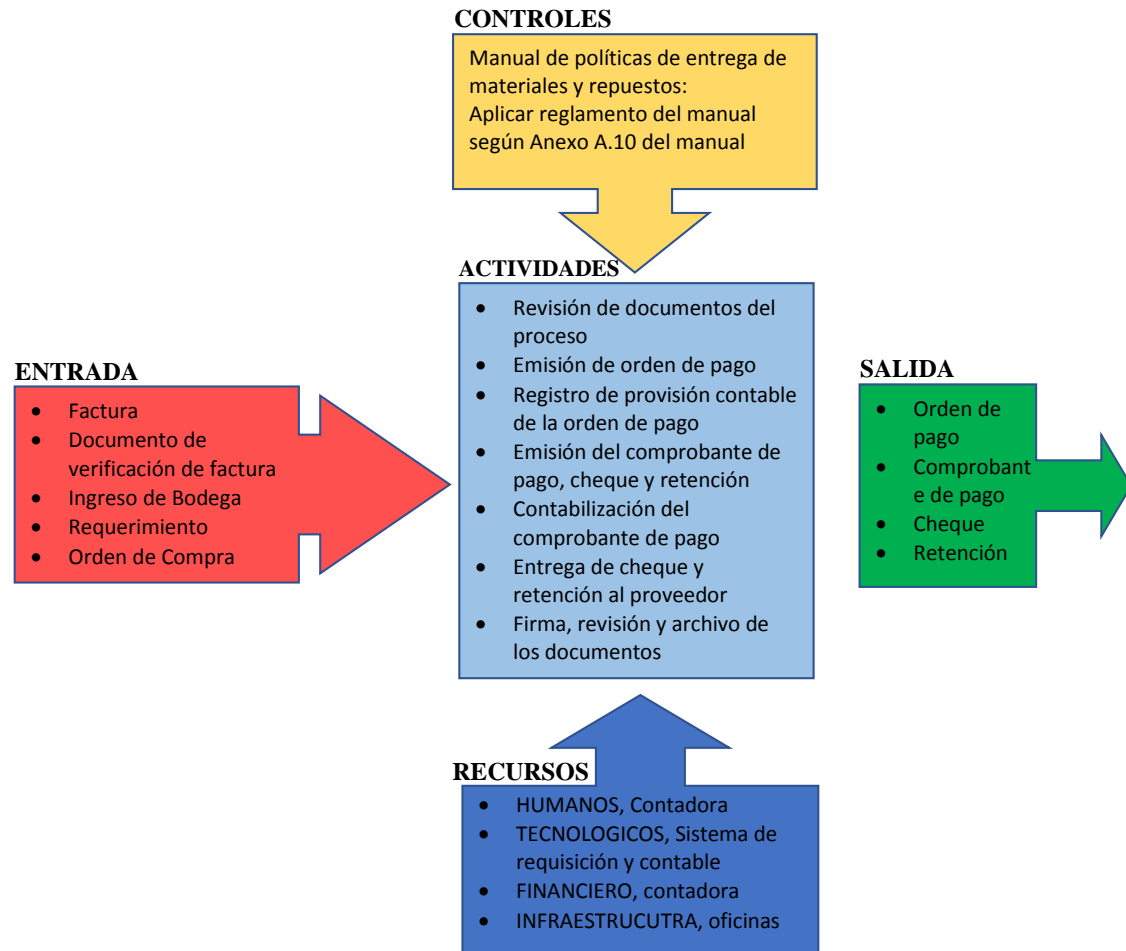 CONTROLES
Manual de políticas de entrega de
materiales y repuestos:
Aplicar reglamento del manual
según Anexo A.10 del manual
ENTRADA
• Factura
• Documento de
verificación de factura
• Ingreso de Bodega
• Requerimiento
• Orden de Compra
ACTIVIDADES
• Revisión de documentos del
proceso
• Emisión de orden de pago
• Registro de provisión contable
de la orden de pago
• Emisión del comprobante de
pago, cheque y retención
• Contabilización del
comprobante de pago
• Entrega de cheque y
retención al proveedor
• Firma, revisión y archivo de
los documentos
SALIDA
• Orden de
pago
• Comprobant
e de pago
• Cheque
• Retención
RECURSOS
• HUMANOS, Contadora
• TECNOLOGICOS, Sistema de
requisición y contable
• FINANCIERO, contadora
• INFRAESTRUCUTRA, oficinas